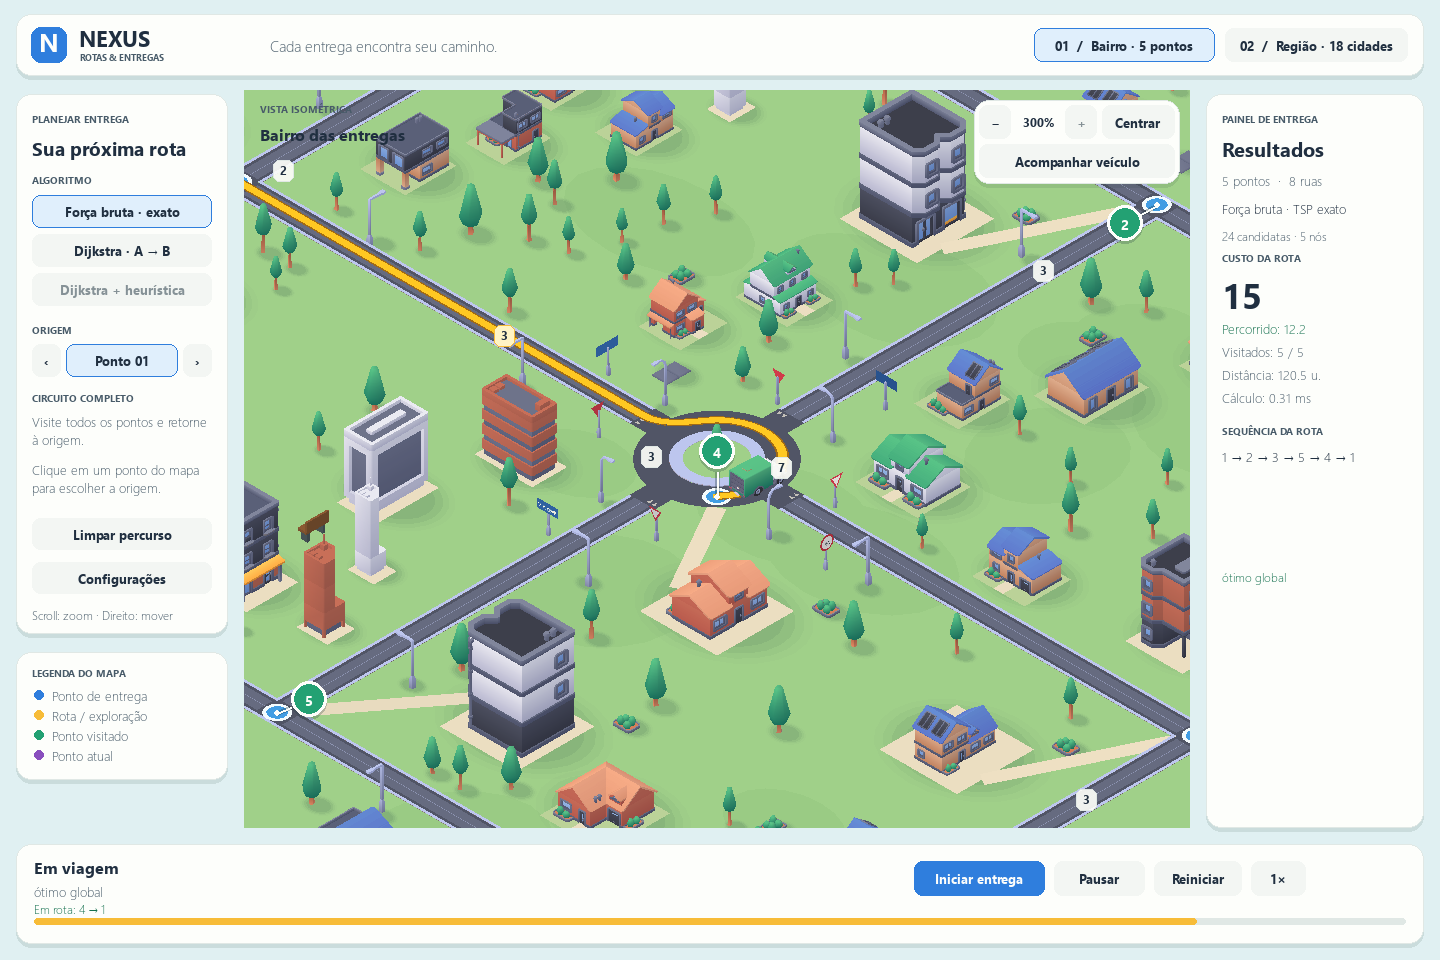 N
NEXUS
ROTAS & ENTREGAS
Cada entrega encontra seu caminho.
01 / Bairro · 5 pontos
02 / Região · 18 cidades
PLANEJAR ENTREGA
Sua próxima rota
ALGORITMO
Força bruta · exato
Dijkstra · A → B
Dijkstra + heurística
ORIGEM
‹ Ponto 01 ›
CIRCUITO COMPLETO
Visite todos os pontos e retorne
à origem.
Clique em um ponto do mapa
para escolher a origem.
Limpar percurso
Configurações
Scroll: zoom · Direito: mover
LEGENDA DO MAPA
Ponto de entrega
Rota / exploração
Ponto visitado
Ponto atual
VISTA ISOMÉTRICA
Bairro das entregas
− 300% + Centrar
Acompanhar veículo
2
2
3
3
3
4
7
5
3
PAINEL DE ENTREGA
Resultados
5 pontos · 8 ruas
Força bruta · TSP exato
24 candidatas · 5 nós
CUSTO DA ROTA
15
Percorrido: 12.2
Visitados: 5 / 5
Distância: 120.5 u.
Cálculo: 0.31 ms
SEQUÊNCIA DA ROTA
1 → 2 → 3 → 5 → 4 → 1
ótimo global
Em viagem
ótimo global
Em rota: 4 → 1
Iniciar entrega
Pausar
Reiniciar
1×